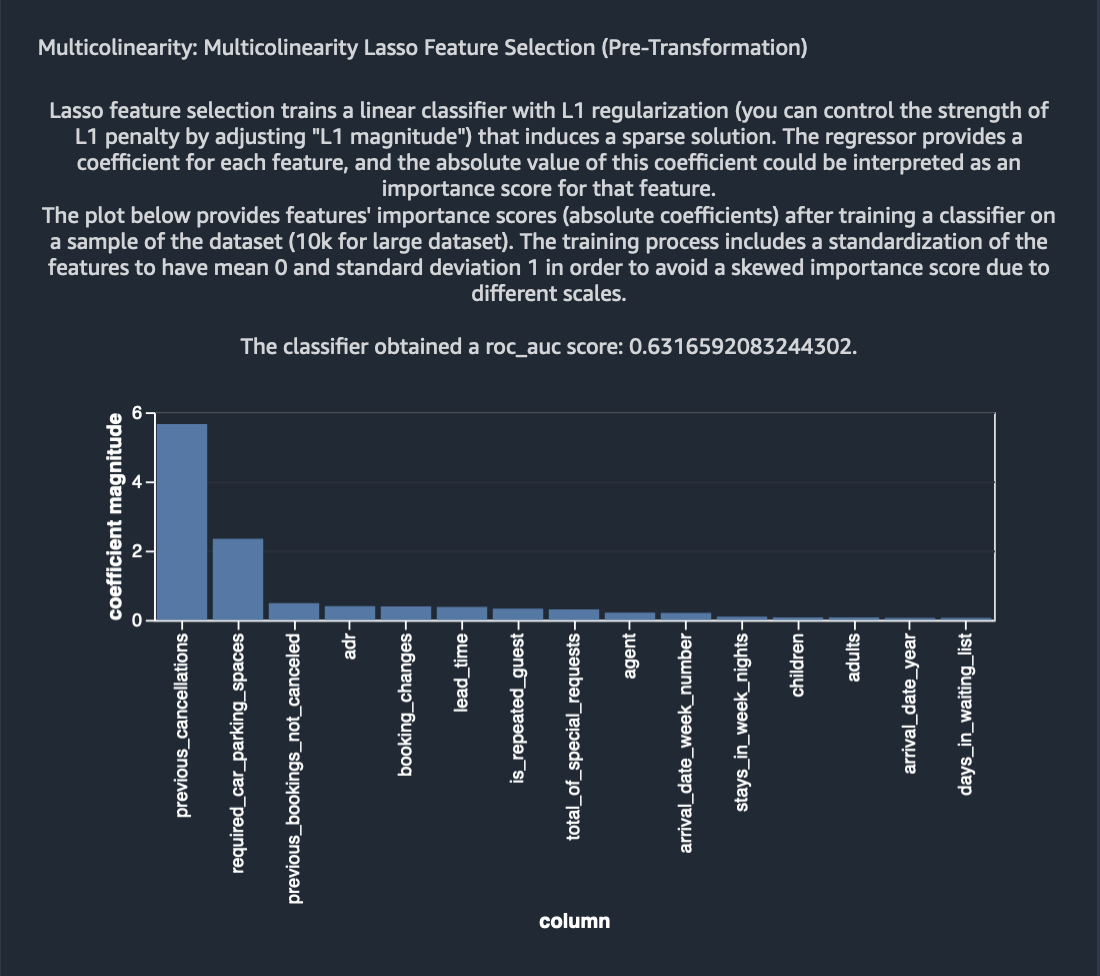 Multicolinearity: Multicolinearity Lasso Feature Selection (Pre-Transformation)
Lasso feature selection trains a linear classifier with L1 regularization (you can control the strength of
L1 penalty by adjusting "L1 magnitude") that induces a sparse solution. The regressor provides a
coefficient for each feature, and the absolute value of this coefficient could be interpreted as an
importance score for that feature.
The plot below provides features' importance scores (absolute coefficients) after training a classifier on
a sample of the dataset (10k for large dataset). The training process includes a standardization of the
features to have mean 0 and standard deviation 1 in order to avoid a skewed importance score due to
different scales.
The classifier obtained a roc_auc score: 0.6316592083244302.
coefficient magnitude
6
4
2
0
previous_cancellations
required_car_parking_spaces
previous_bookings_not_canceled
adr
booking_changes
lead_time
is_repeated_guest
total_of_special_requests
agent
arrival_date_week_number
stays_in_week_nights
children
adults
arrival_date_year
days_in_waiting_list
column